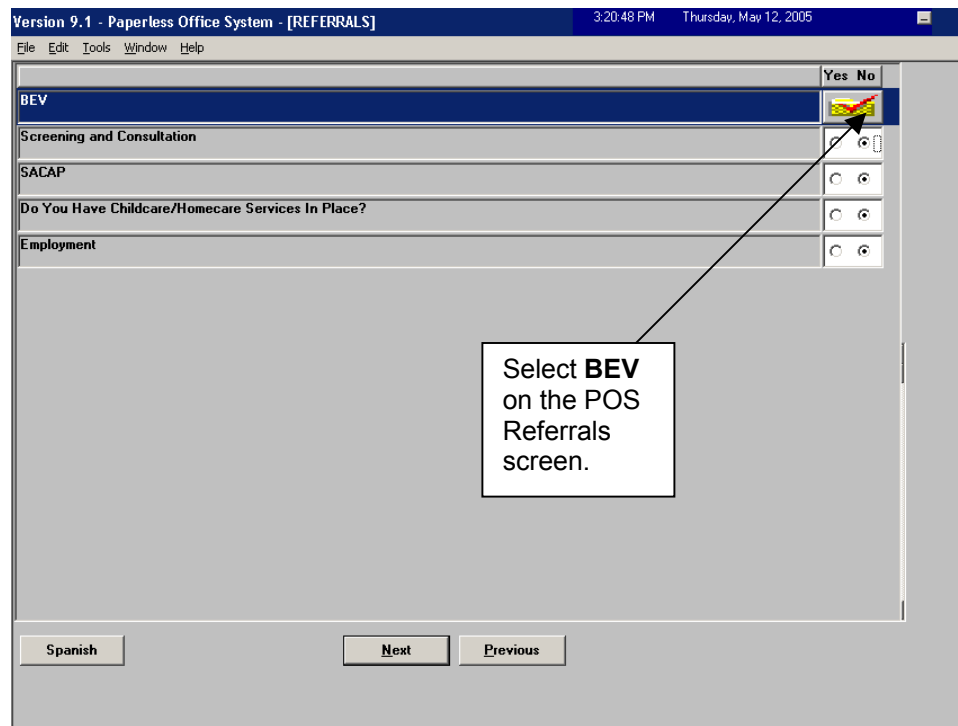 Version 9.1 - Paperless Office System - [REFERRALS] 3:20:48 PM Thursday, May 12, 2005
File Edit Tools Window Help
Yes No
BEV
Screening and Consultation
SACAP
Do You Have Childcare/Homecare Services In Place?
Employment
Select BEV
on the POS
Referrals
screen.
Spanish Next Previous